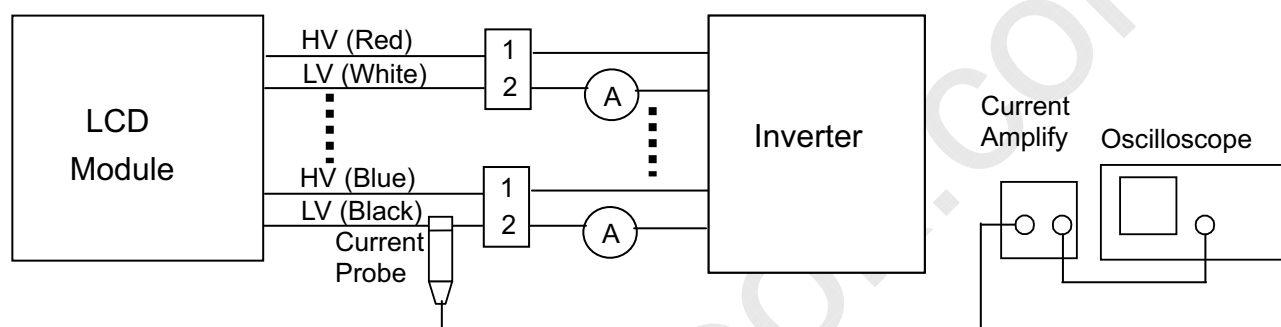 HV (Red)
LV (White)
1
2
A
LCD
Module
Inverter
Current
Amplify
Oscilloscope
HV (Blue)
LV (Black)
1
2
A
Current
Probe